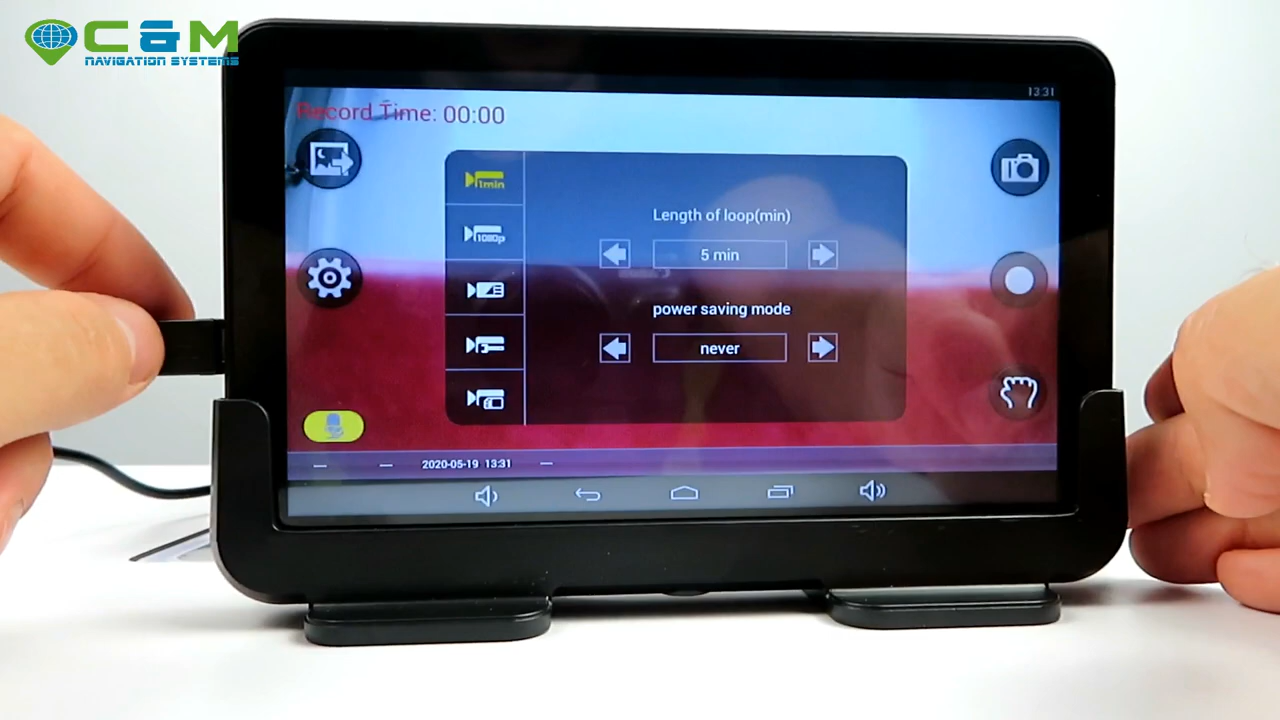 C & M
NAVIGATION SYSTEMS
13:31
Record Time: 00:00
1min
1080p
Length of loop(min)
5 min
power saving mode
never
2020-05-19 13:31